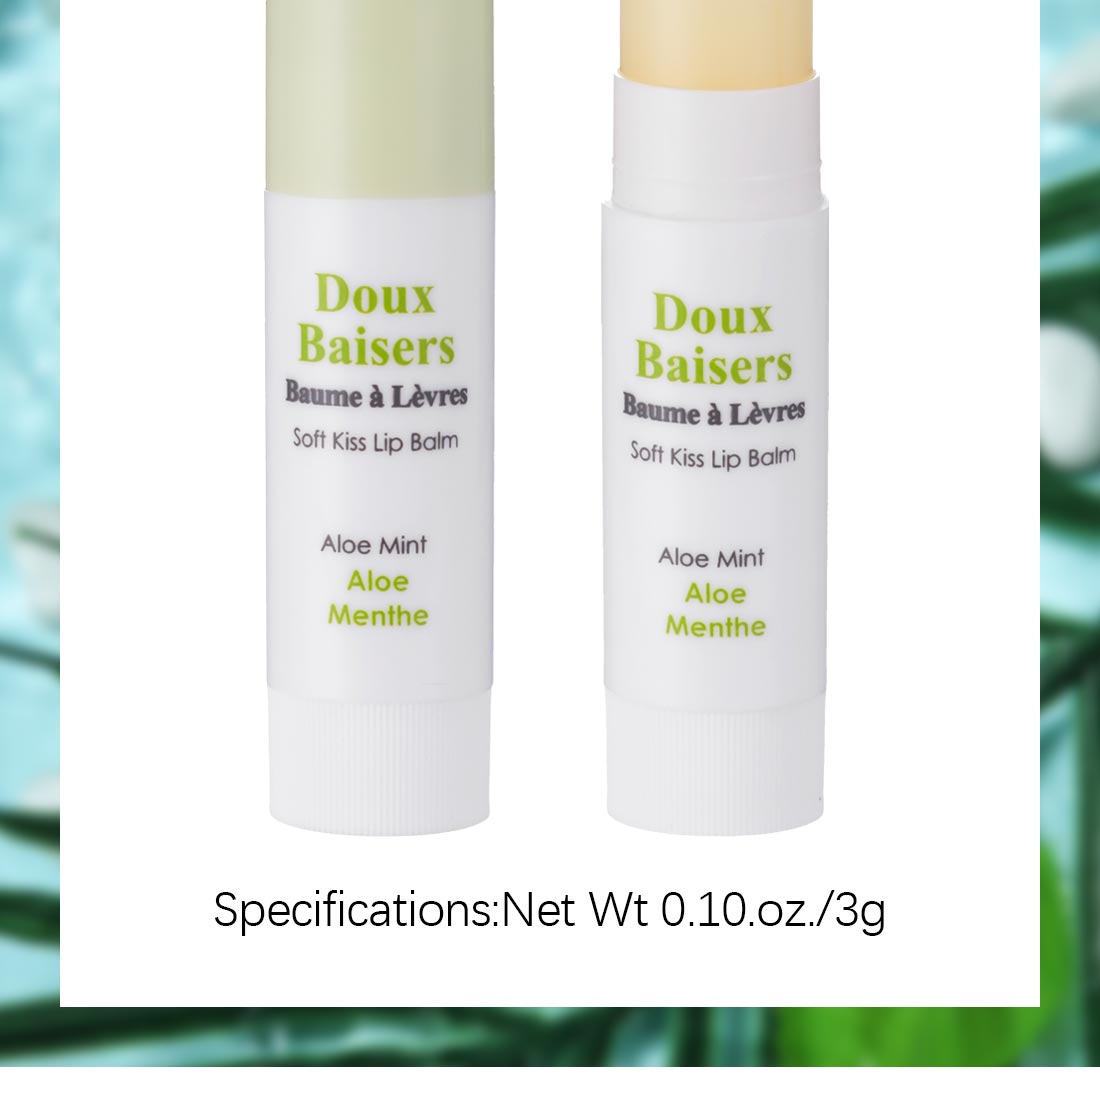 Doux
Baisers
Baume à Lèvres
Soft Kiss Lip Balm
Aloe Mint
Aloe
Menthe
Doux
Baisers
Baume à Lèvres
Soft Kiss Lip Balm
Aloe Mint
Aloe
Menthe
Specifications:Net Wt 0.10.oz./3g